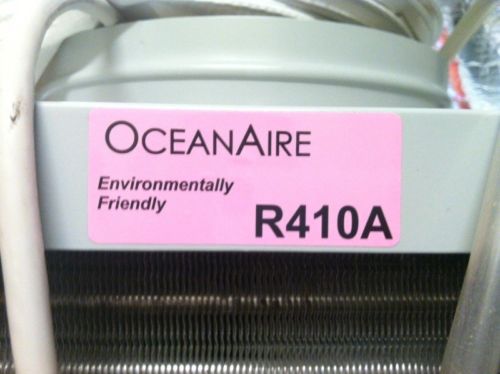 OCEANAIRE
Environmentally
Friendly
R410A